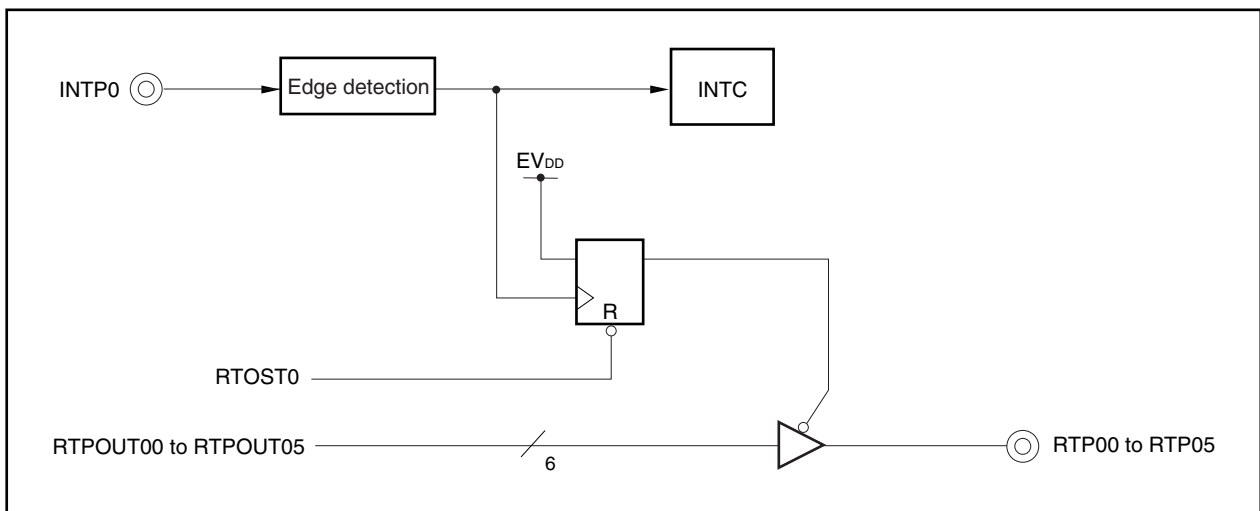 INTP0
Edge detection
INTC
EVDD
R
RTOST0
RTPOUT00 to RTPOUT05
6
RTP00 to RTP05